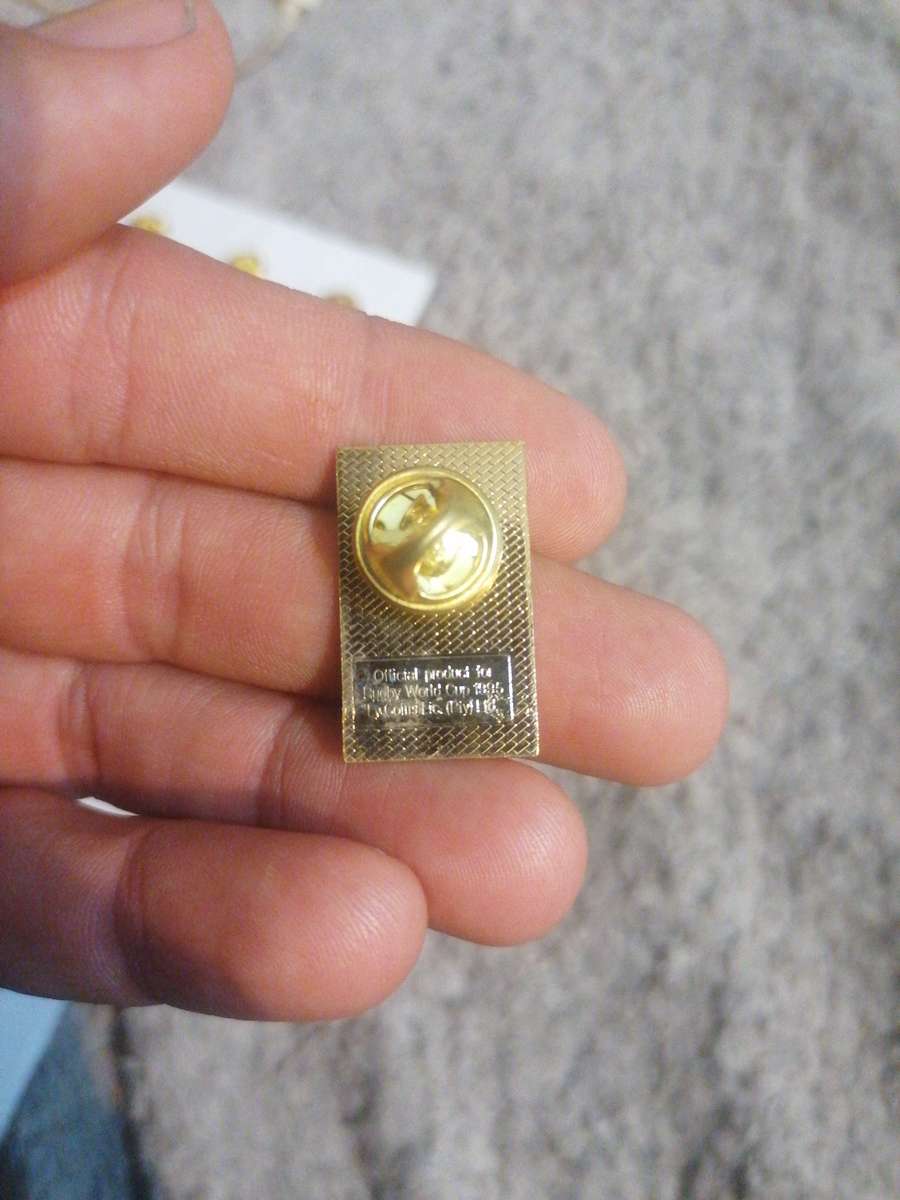 Official product for
Rugby World Cup 1995
(Pty) Ltd.